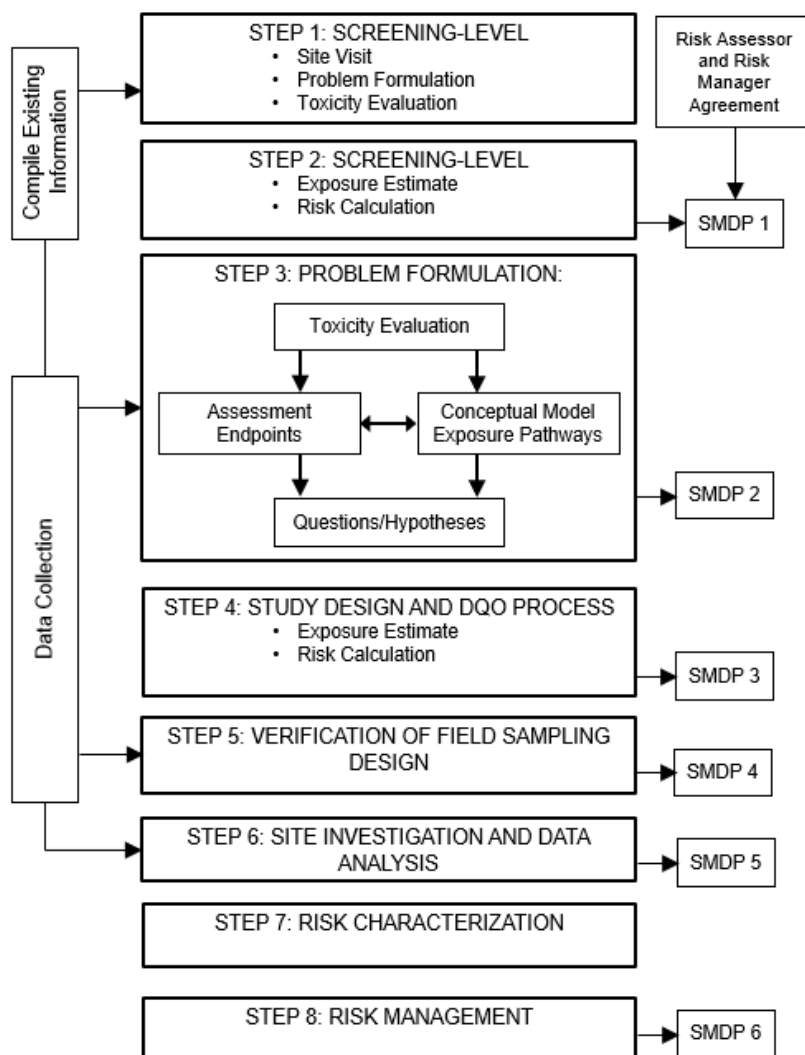 STEP 1: SCREENING-LEVEL
• Site Visit
• Problem Formulation
• Toxicity Evaluation
Risk Assessor
and Risk
Manager
Agreement
Compile Existing
Information
STEP 2: SCREENING-LEVEL
• Exposure Estimate
• Risk Calculation
SMDP 1
STEP 3: PROBLEM FORMULATION:
Toxicity Evaluation
Assessment
Endpoints
Conceptual Model
Exposure Pathways
Questions/Hypotheses
SMDP 2
Data Collection
STEP 4: STUDY DESIGN AND DQO PROCESS
• Exposure Estimate
• Risk Calculation
SMDP 3
STEP 5: VERIFICATION OF FIELD SAMPLING
DESIGN
SMDP 4
STEP 6: SITE INVESTIGATION AND DATA
ANALYSIS
SMDP 5
STEP 7: RISK CHARACTERIZATION
STEP 8: RISK MANAGEMENT
SMDP 6